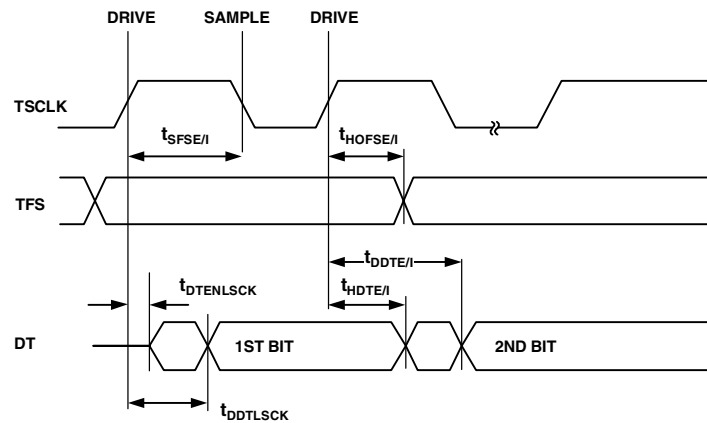 DRIVE SAMPLE DRIVE
TSCLK
tSFSE/I tHOFSE/I
TFS
tDDTE/I
tDTENLSCK tHDTE/I
DT 1ST BIT 2ND BIT
tDDTLSCK